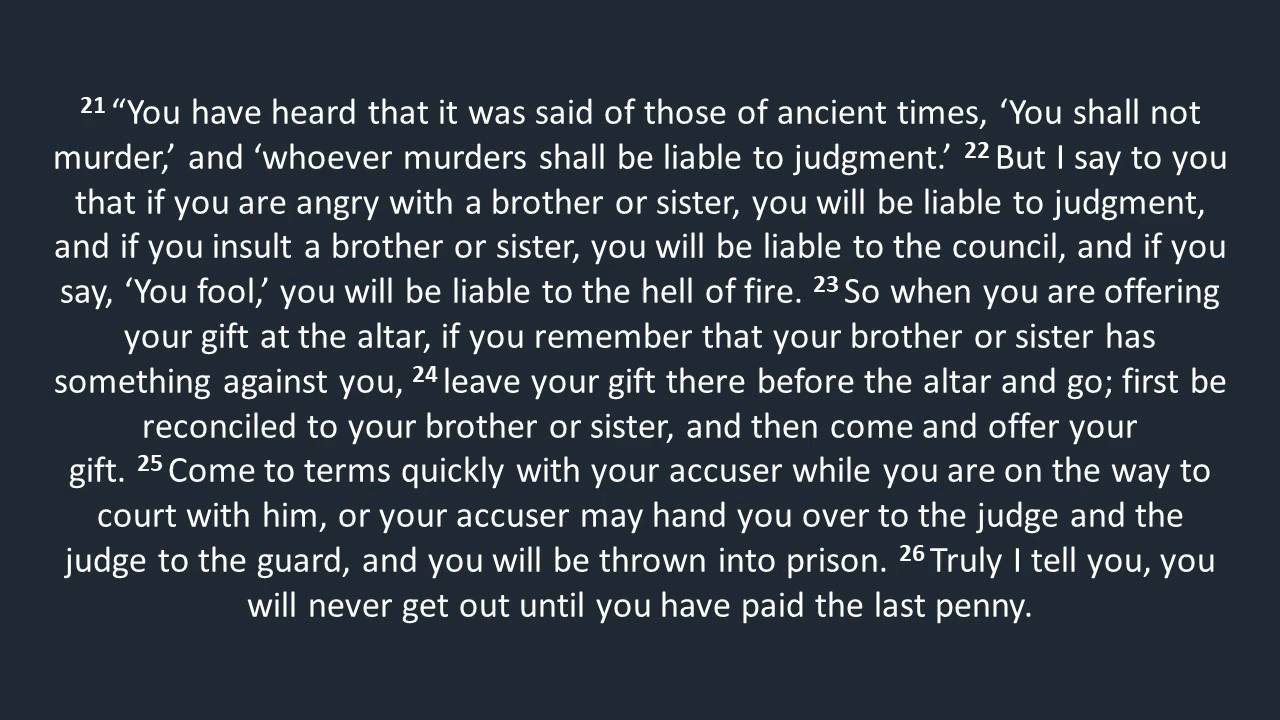 21 “You have heard that it was said of those of ancient times, ‘You shall not
murder,’ and ‘whoever murders shall be liable to judgment.’ 22 But I say to you
that if you are angry with a brother or sister, you will be liable to judgment,
and if you insult a brother or sister, you will be liable to the council, and if you
say, ‘You fool,’ you will be liable to the hell of fire. 23 So when you are offering
your gift at the altar, if you remember that your brother or sister has
something against you, 24 leave your gift there before the altar and go; first be
reconciled to your brother or sister, and then come and offer your
gift. 25 Come to terms quickly with your accuser while you are on the way to
court with him, or your accuser may hand you over to the judge and the
judge to the guard, and you will be thrown into prison. 26 Truly I tell you, you
will never get out until you have paid the last penny.